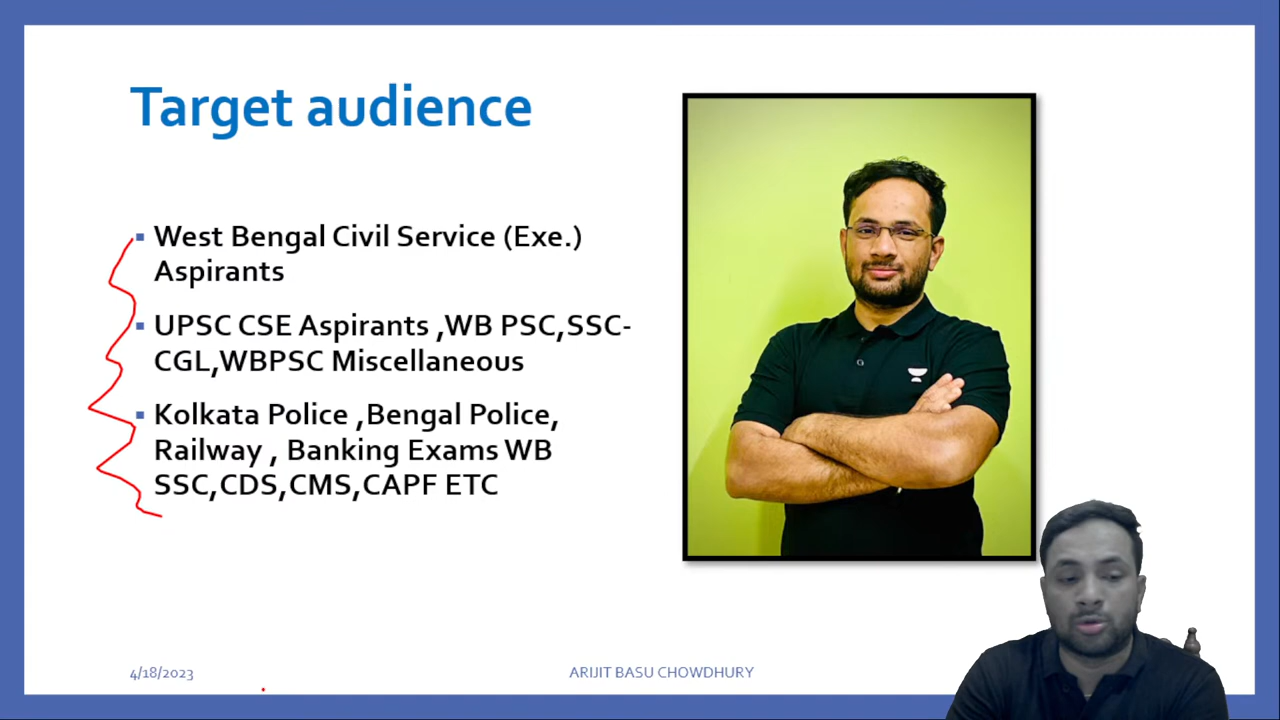 Target audience
West Bengal Civil Service (Exe.)
Aspirants
UPSC CSE Aspirants ,WB PSC,SSC-
CGL,WBPSC Miscellaneous
Kolkata Police ,Bengal Police,
Railway , Banking Exams WB
SSC,CDS,CMS,CAPF ETC
4/18/2023
ARIJIT BASU CHOWDHURY